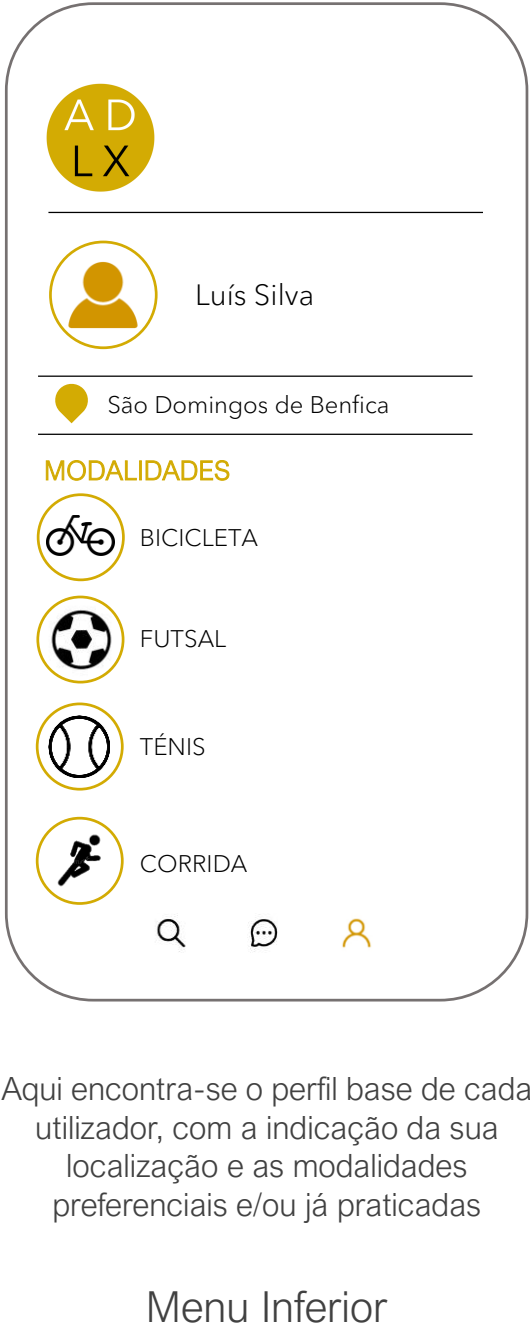 A D
L X
Luís Silva
São Domingos de Benfica
MODALIDADES
BICICLETA
FUTSAL
TÉNIS
CORRIDA
Aqui encontra-se o perfil base de cada
utilizador, com a indicação da sua
localização e as modalidades
preferenciais e/ou já praticadas
Menu Inferior